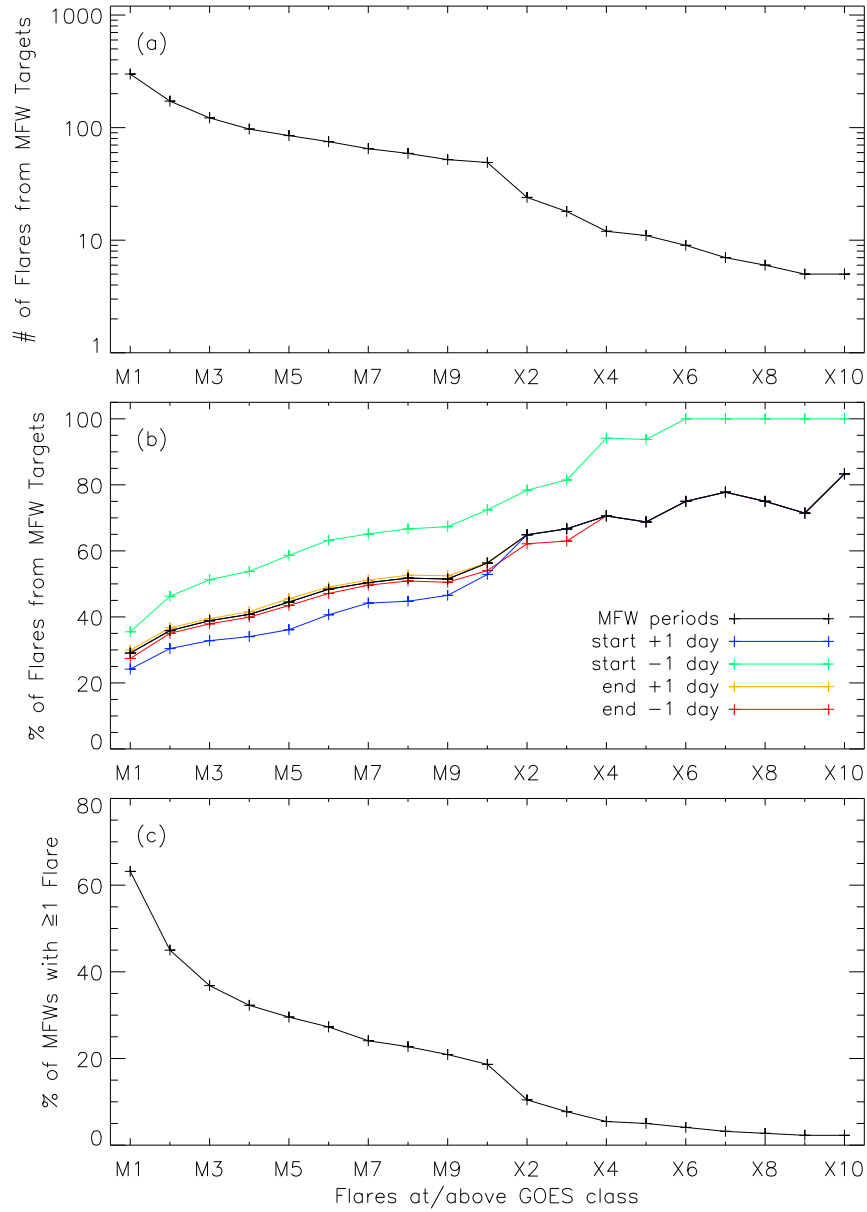 1000
100
10
1
# of Flares from MFW Targets
(a)
M1 M3 M5 M7 M9 X2 X4 X6 X8 X10
100
80
60
40
20
0
% of Flares from MFW Targets
(b)
MFW periods
start +1 day
start −1 day
end +1 day
end −1 day
M1 M3 M5 M7 M9 X2 X4 X6 X8 X10
80
60
40
20
0
% of MFWs with ≥1 Flare
(c)
M1 M3 M5 M7 M9 X2 X4 X6 X8 X10
Flares at/above GOES class